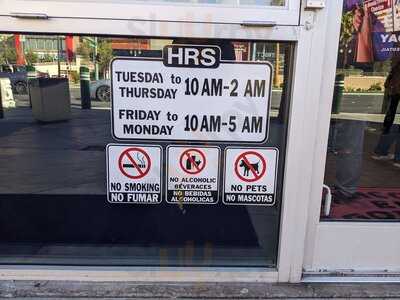 HRS
TUESDAY to
THURSDAY 10 AM-2 AM
FRIDAY to
MONDAY 10 AM-5 AM
NO SMOKING
NO FUMAR
NO ALCOHOLIC
BEVERAGES
NO BEBIDAS
ALCOHOLICAS
NO PETS
NO MASCOTAS